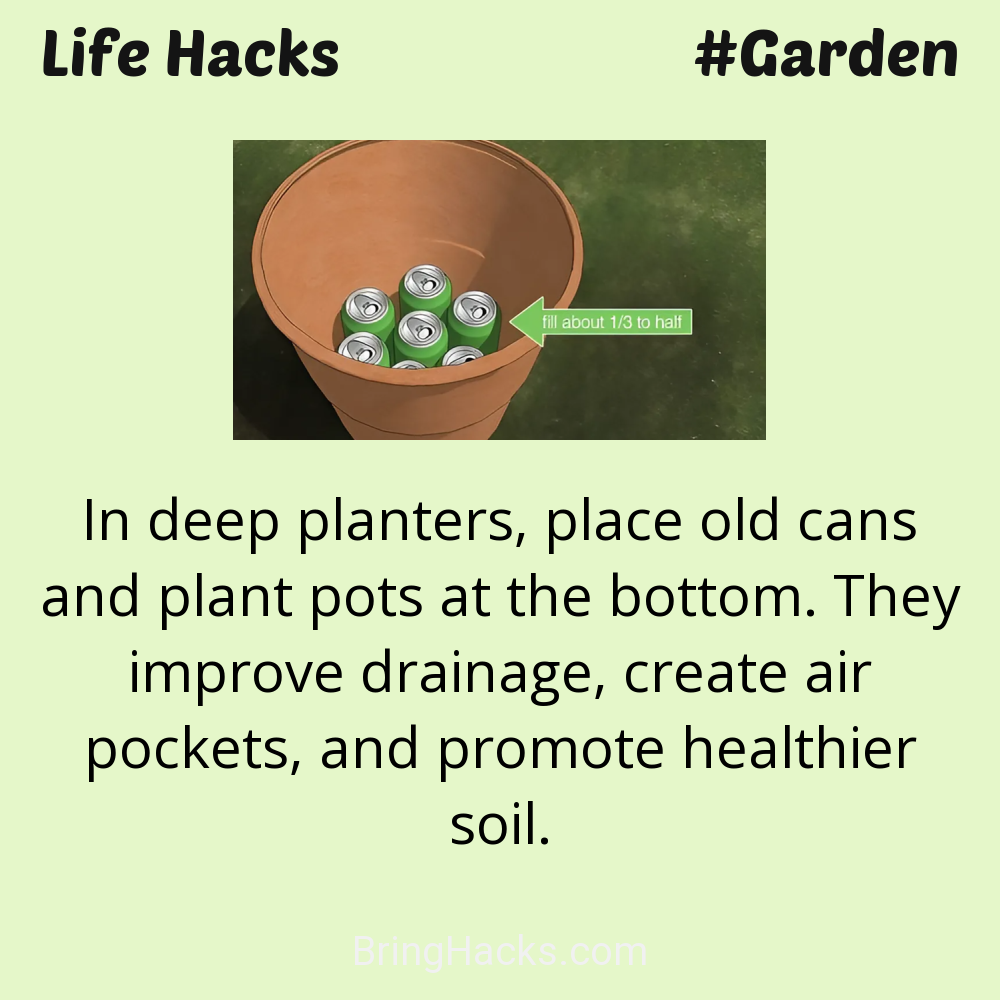 Life Hacks #Garden
fill about 1/3 to half
In deep planters, place old cans
and plant pots at the bottom. They
improve drainage, create air
pockets, and promote healthier
soil.
BringHacks.com